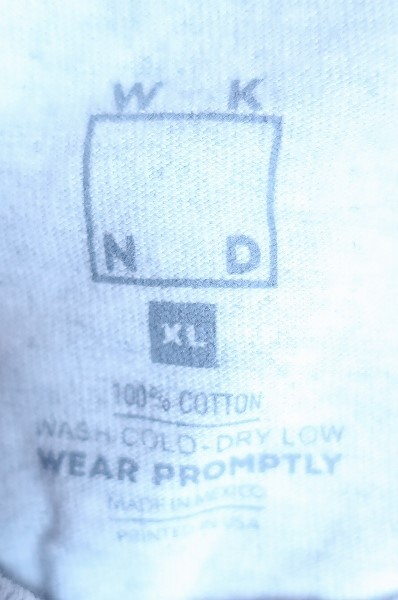 W K
N D
XL
100% COTTON
WASH COLD-DRY LOW
WEAR PROMPTLY
MADE IN MEXICO
PRINTED IN USA